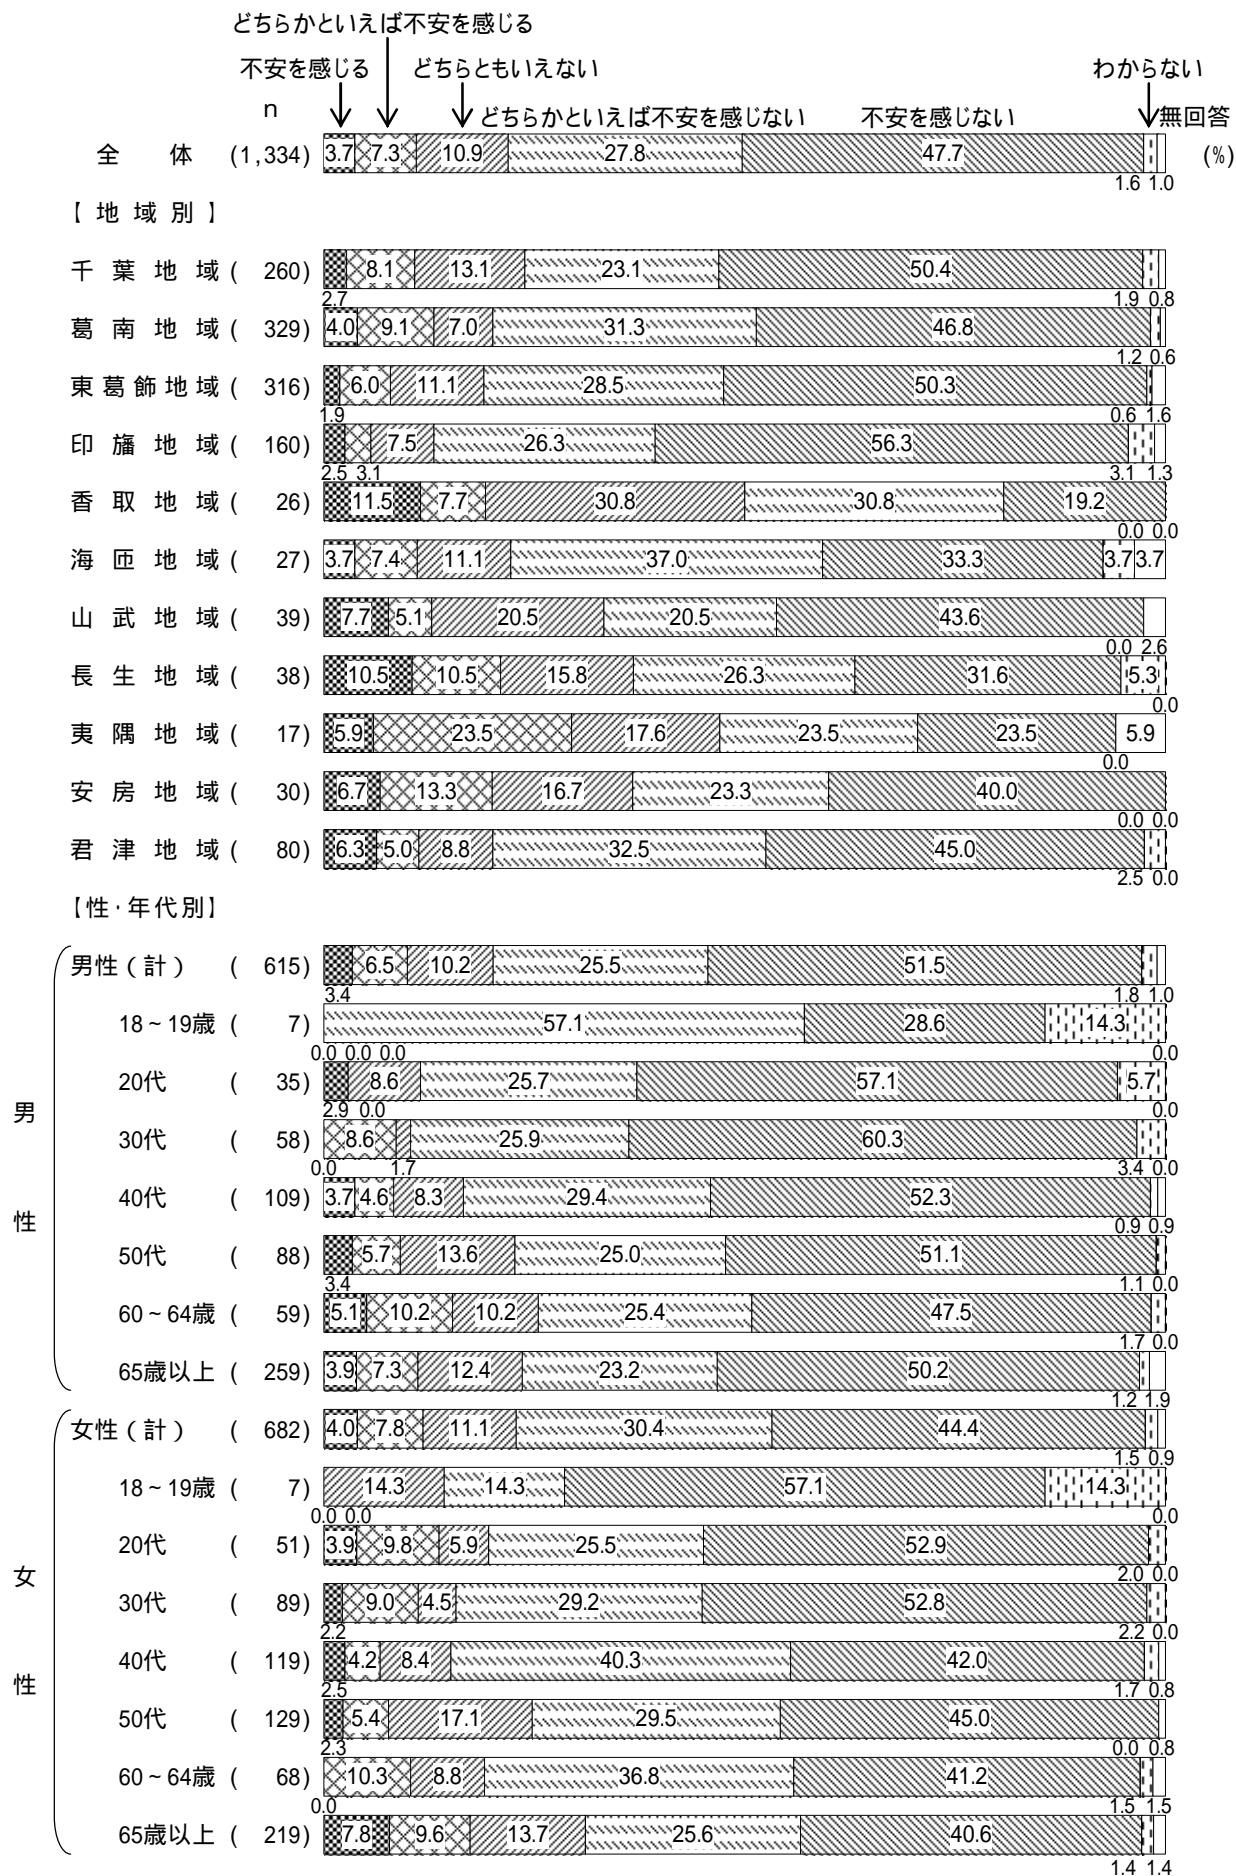 どちらかといえば不安を感じる
不安を感じる どちらともいえない わからない
n どちらかといえば不安を感じない 不安を感じない 無回答
全 体 (1,334) 3.7 7.3 10.9 27.8 47.7 (%)
1.6 1.0
【地域別】
千葉地域( 260) 8.1 13.1 23.1 50.4
2.7 1.9 0.8
葛南地域( 329) 4.0 9.1 7.0 31.3 46.8
1.2 0.6
東葛飾地域( 316) 6.0 11.1 28.5 50.3
1.9 0.6 1.6
印旛地域( 160) 7.5 26.3 56.3
2.5 3.1 3.1 1.3
香取地域( 26) 11.5 7.7 30.8 30.8 19.2
0.0 0.0
海匝地域( 27) 3.7 7.4 11.1 37.0 33.3 3.7 3.7
山武地域( 39) 7.7 5.1 20.5 20.5 43.6
0.0 2.6
長生地域( 38) 10.5 10.5 15.8 26.3 31.6 5.3
0.0
夷隅地域( 17) 5.9 23.5 17.6 23.5 23.5 5.9
0.0
安房地域( 30) 6.7 13.3 16.7 23.3 40.0
0.0 0.0
君津地域( 80) 6.3 5.0 8.8 32.5 45.0
2.5 0.0
【性・年代別】
男性(計) ( 615) 6.5 10.2 25.5 51.5
3.4 1.8 1.0
18~19歳 ( 7) 57.1 28.6 14.3
0.0 0.0 0.0 0.0
20代 ( 35) 8.6 25.7 57.1 5.7
2.9 0.0 0.0
男
30代 ( 58) 8.6 25.9 60.3
0.0 1.7 3.4 0.0
40代 ( 109) 3.7 4.6 8.3 29.4 52.3
性
0.9 0.9
50代 ( 88) 5.7 13.6 25.0 51.1
3.4 1.1 0.0
60~64歳 ( 59) 5.1 10.2 10.2 25.4 47.5
1.7 0.0
65歳以上 ( 259) 3.9 7.3 12.4 23.2 50.2
1.2 1.9
女性(計) ( 682) 4.0 7.8 11.1 30.4 44.4
1.5 0.9
18~19歳 ( 7) 14.3 14.3 57.1 14.3
0.0 0.0 0.0
20代 ( 51) 3.9 9.8 5.9 25.5 52.9
2.0 0.0
女
30代 ( 89) 9.0 4.5 29.2 52.8
2.2 2.2 0.0
40代 ( 119) 4.2 8.4 40.3 42.0
性
2.5 1.7 0.8
50代 ( 129) 5.4 17.1 29.5 45.0
2.3 0.0 0.8
60~64歳 ( 68) 10.3 8.8 36.8 41.2
0.0 1.5 1.5
65歳以上 ( 219) 7.8 9.6 13.7 25.6 40.6
1.4 1.4